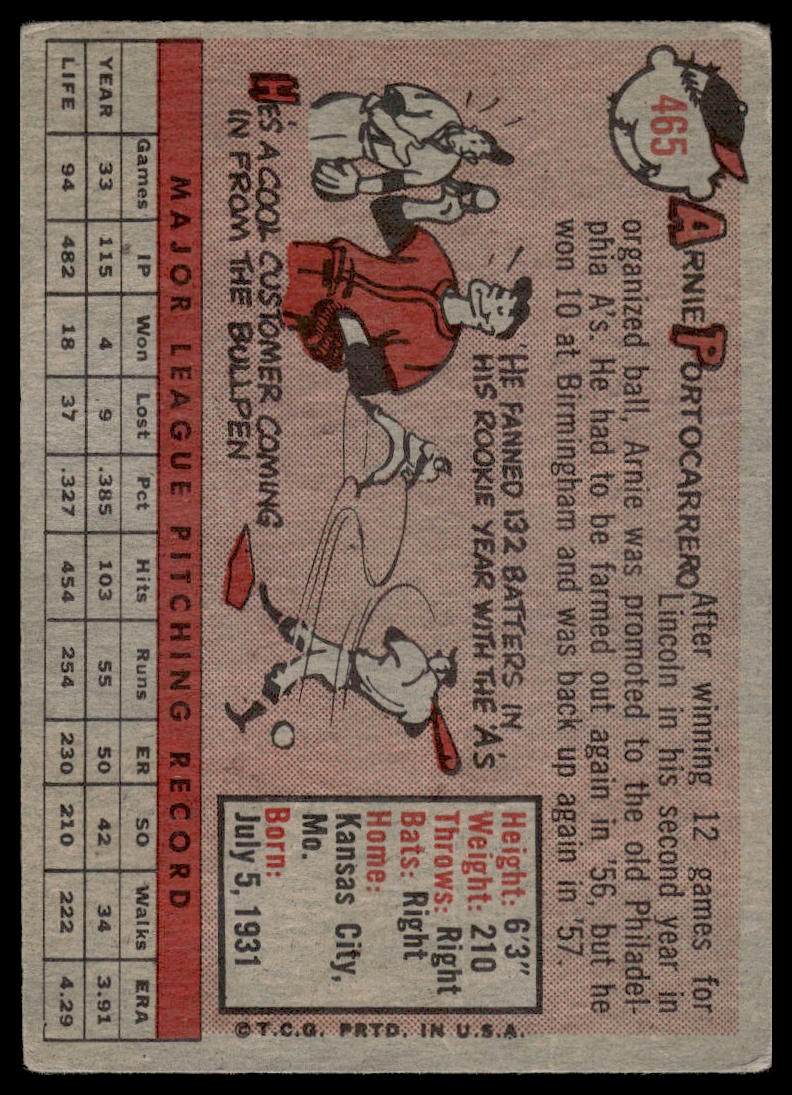 465
ARNIE PORTOCARRERO
After winning 12 games for
Lincoln in his second year in
organized ball, Arnie was promoted to the old Philadel-
phia A's. He had to be farmed out again in '56, but he
won 10 at Birmingham and was back up again in '57.
HE'S A COOL CUSTOMER COMING
IN FROM THE BULLPEN
'HE FANNED 132 BATTERS IN
HIS ROOKIE YEAR WITH THE 'A'S
Height: 6'3"
Weight: 210
Throws: Right
Bats: Right
Home:
Kansas City,
Mo.
Born:
July 5, 1931
© T.C.G. PRTD. IN U.S.A.
MAJOR LEAGUE PITCHING RECORD
Games IP Won Lost Pct Hits Runs ER SO Walks ERA
YEAR 33 115 4 9 .385 103 55 50 42 34 3.91
LIFE 94 482 18 37 .327 454 254 230 210 222 4.29